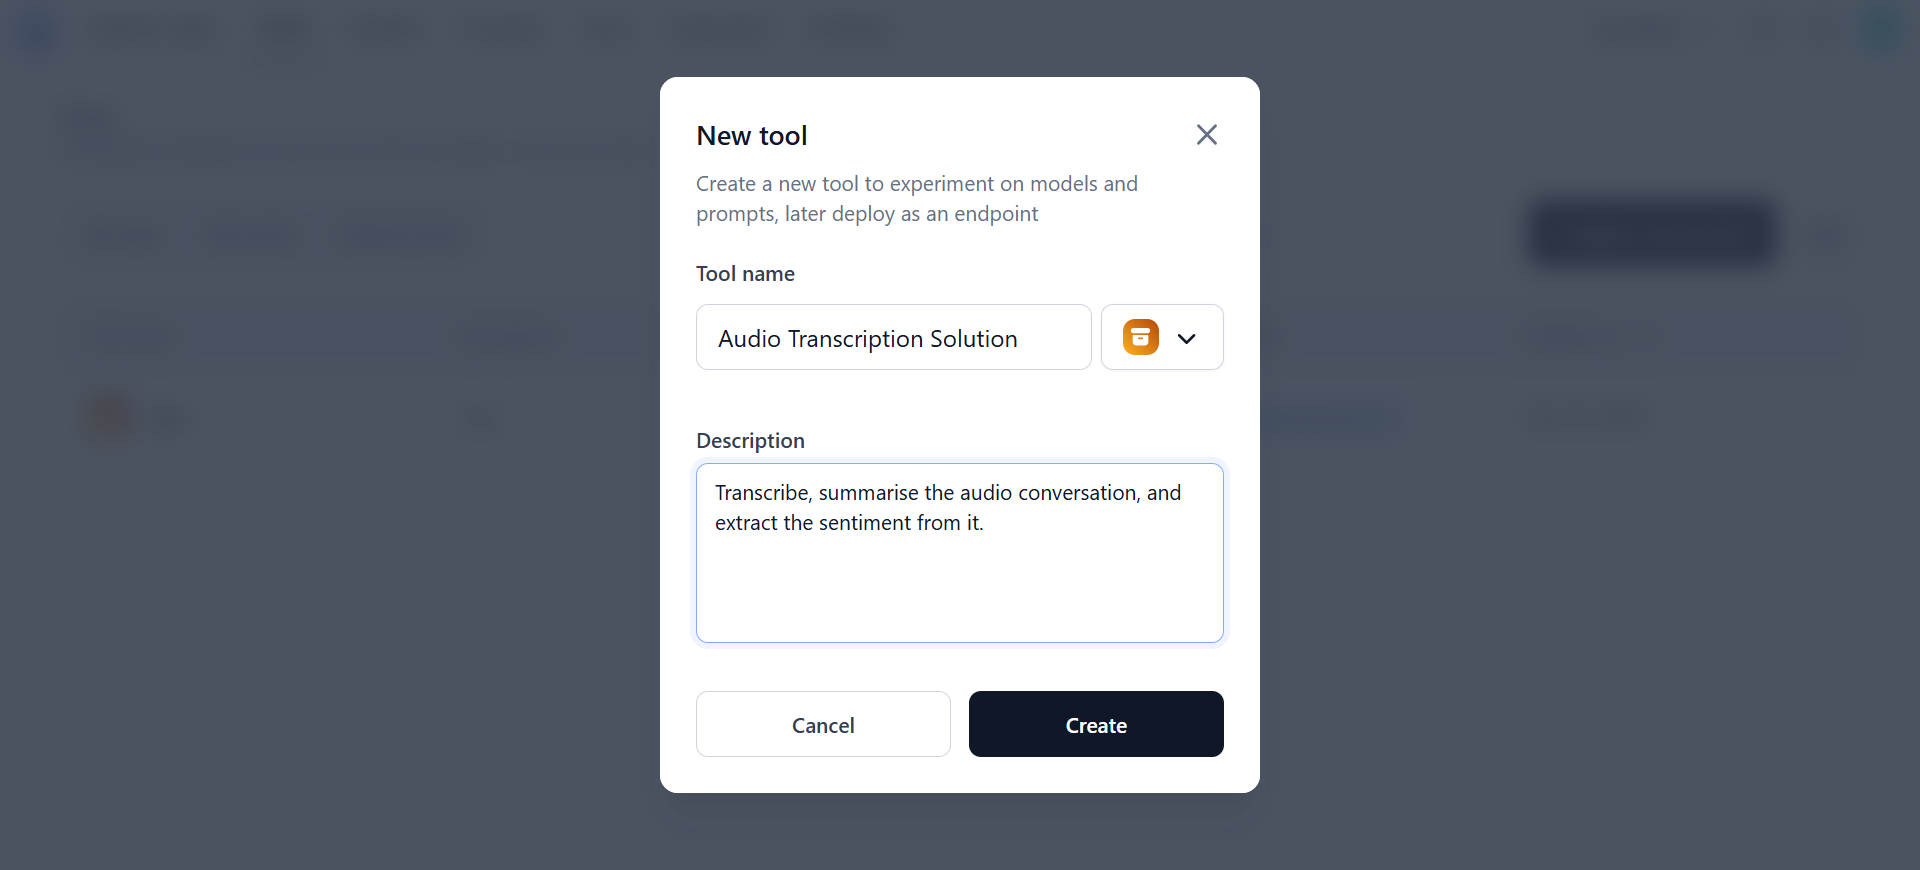 New tool
Create a new tool to experiment on models and
prompts, later deploy as an endpoint
Tool name
Audio Transcription Solution
Description
Transcribe, summarise the audio conversation, and
extract the sentiment from it.
Cancel
Create